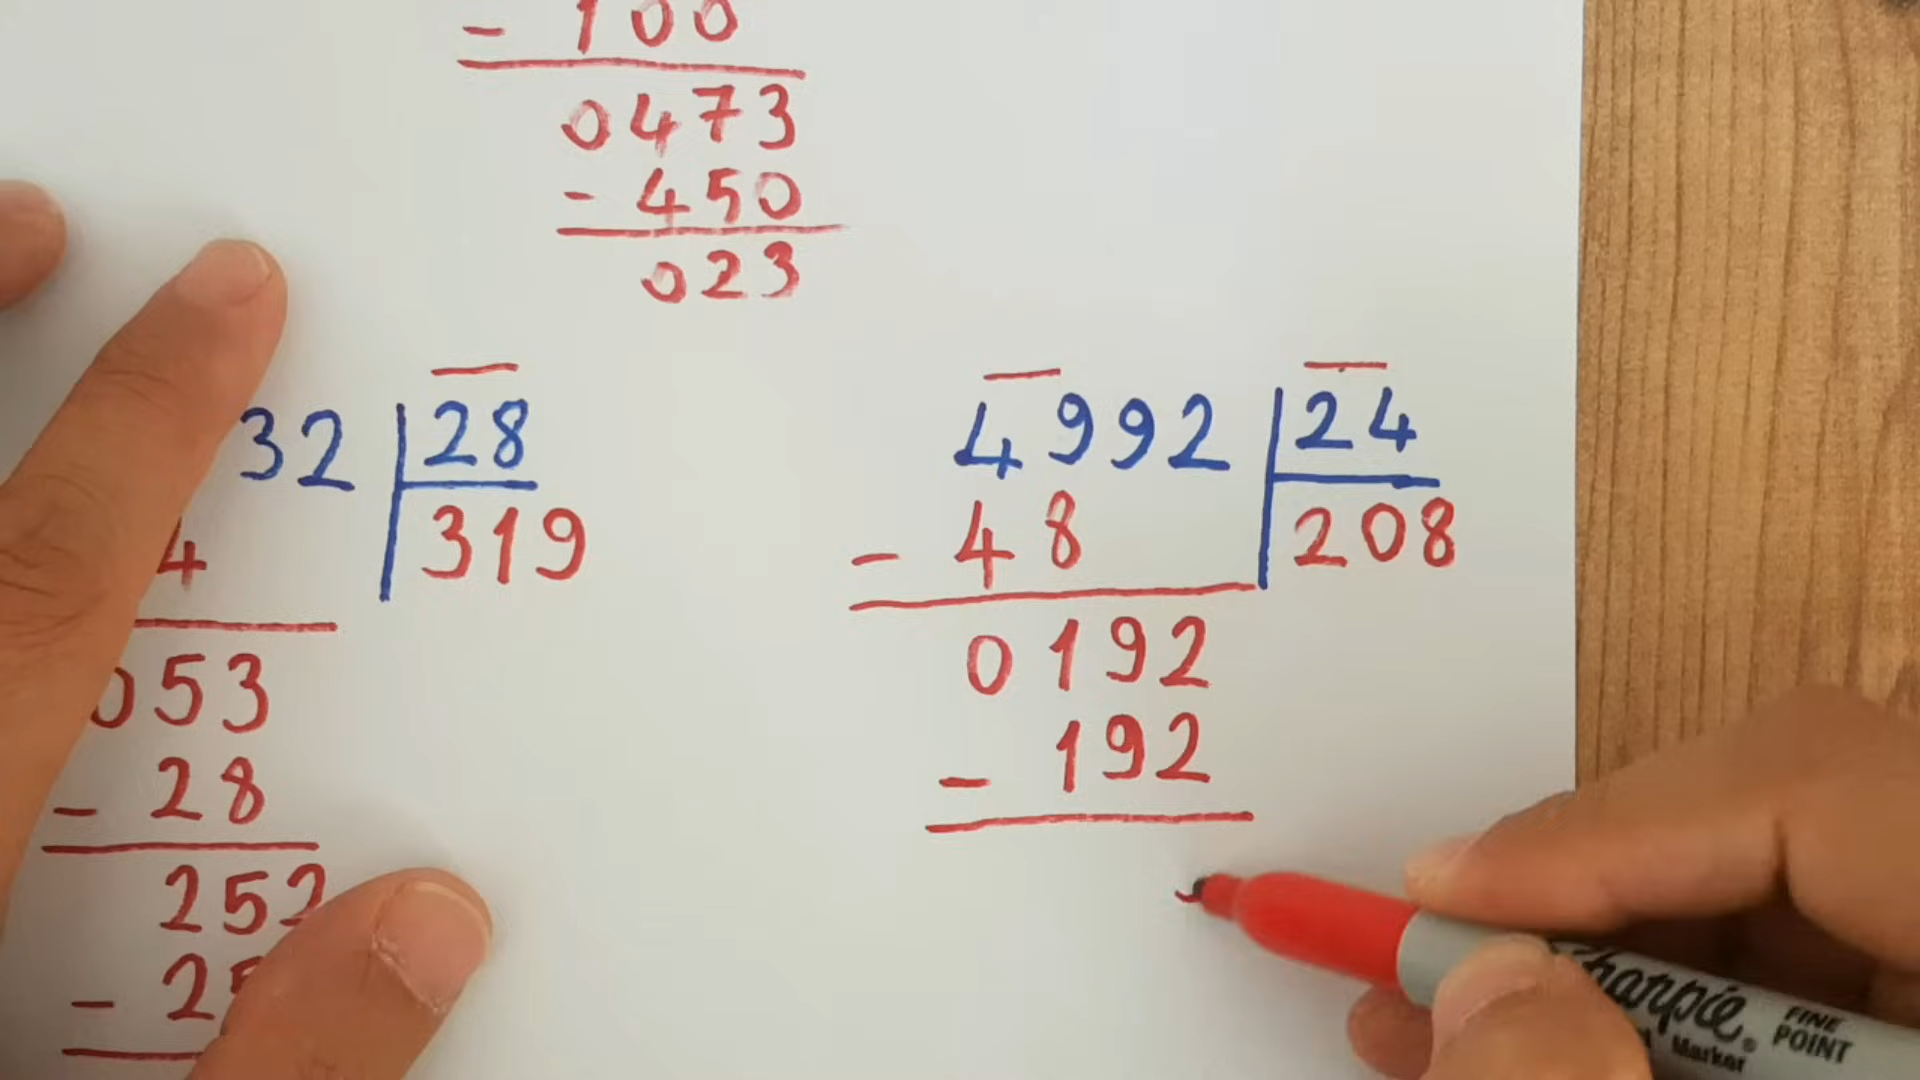 - 100
0473
- 450
023
32 28
4 319
053
- 28
252
- 2
4992 24
- 48 208
0192
- 192
Sharpie
FINE
POINT
Marker